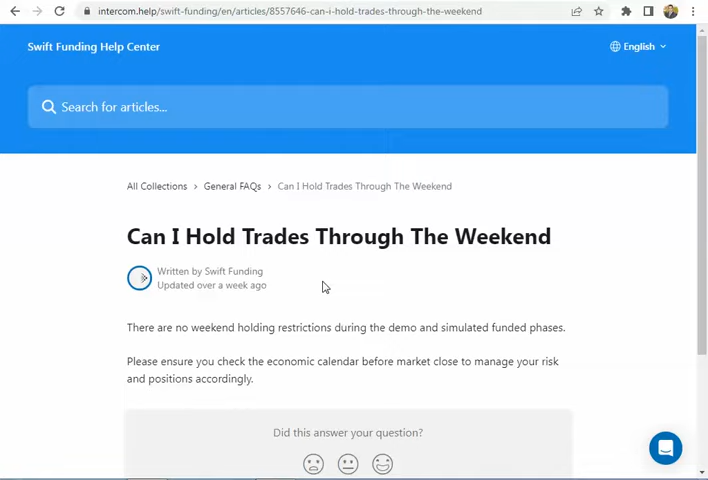 intercom.help/swift-funding/en/articles/8557646-can-i-hold-trades-through-the-weekend
Swift Funding Help Center
English
Search for articles...
All Collections > General FAQs > Can I Hold Trades Through The Weekend
Can I Hold Trades Through The Weekend
Written by Swift Funding
Updated over a week ago
There are no weekend holding restrictions during the demo and simulated funded phases.
Please ensure you check the economic calendar before market close to manage your risk
and positions accordingly.
Did this answer your question?